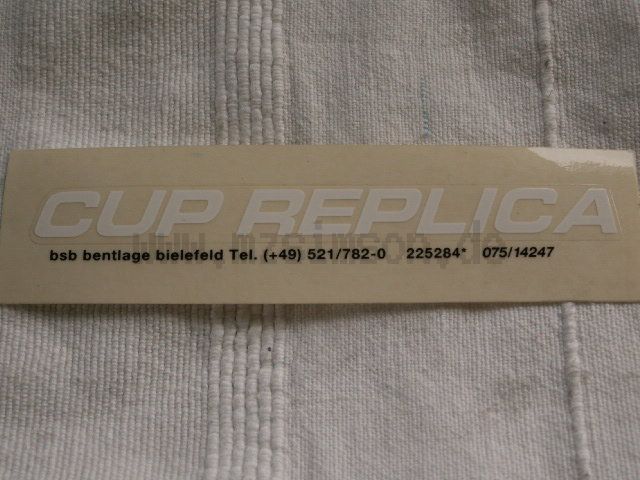 CUP REPLICA
bsb bentlage bielefeld Tel. (+49) 521/782-0 225284* 075/14247